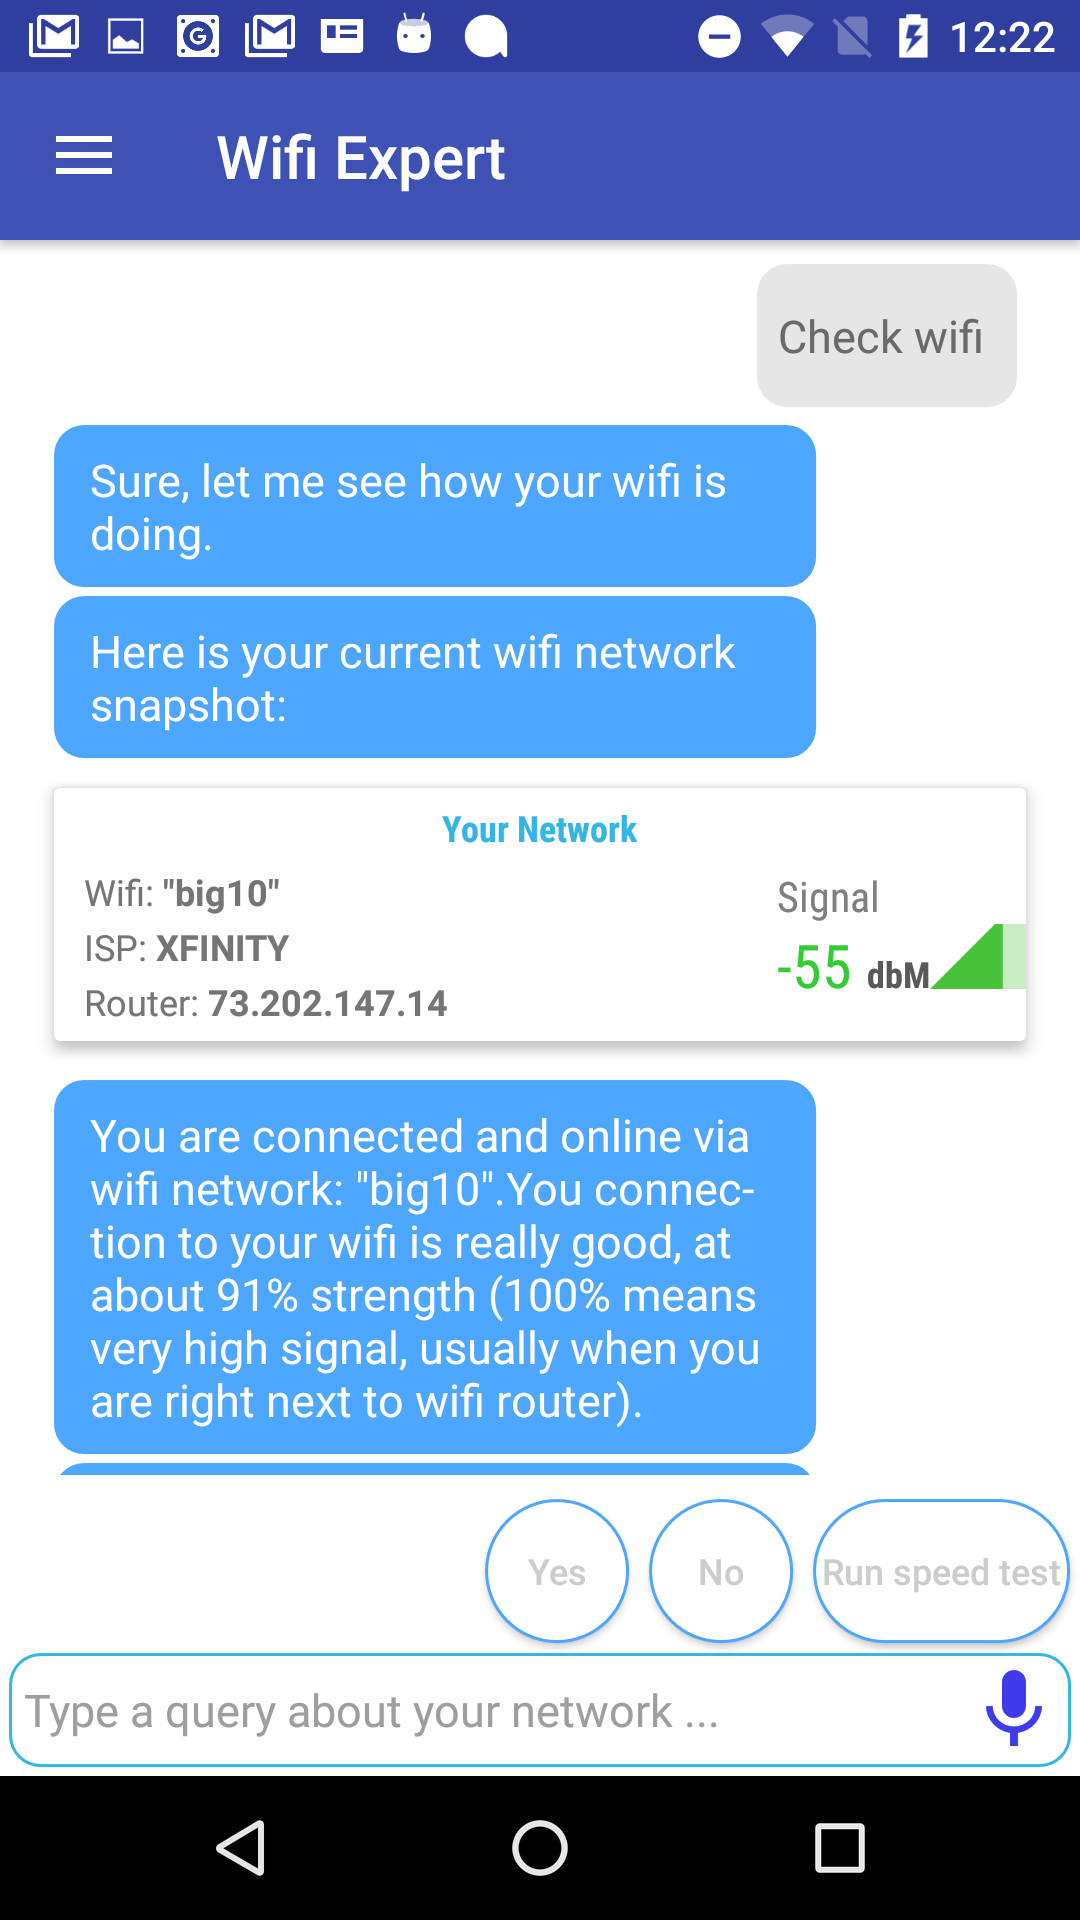 12:22
Wifi Expert
Check wifi
Sure, let me see how your wifi is
doing.
Here is your current wifi network
snapshot:
Your Network
Wifi: "big10"
ISP: XFINITY
Router: 73.202.147.14
Signal
-55 dbM
You are connected and online via
wifi network: "big10".You connec-
tion to your wifi is really good, at
about 91% strength (100% means
very high signal, usually when you
are right next to wifi router).
Yes
No
Run speed test
Type a query about your network ...